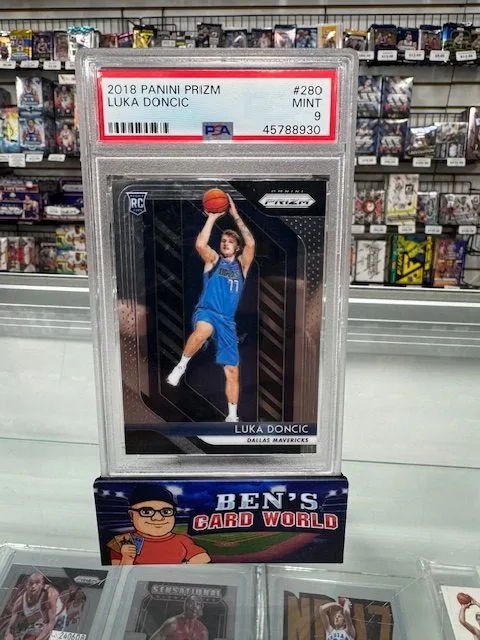 2018 PANINI PRIZM #280
LUKA DONCIC MINT
9
PSA 45788930
RC
PANINI
PRIZM
77
LUKA DONCIC
DALLAS MAVERICKS
BEN'S
CARD WORLD
SENSATIONAL